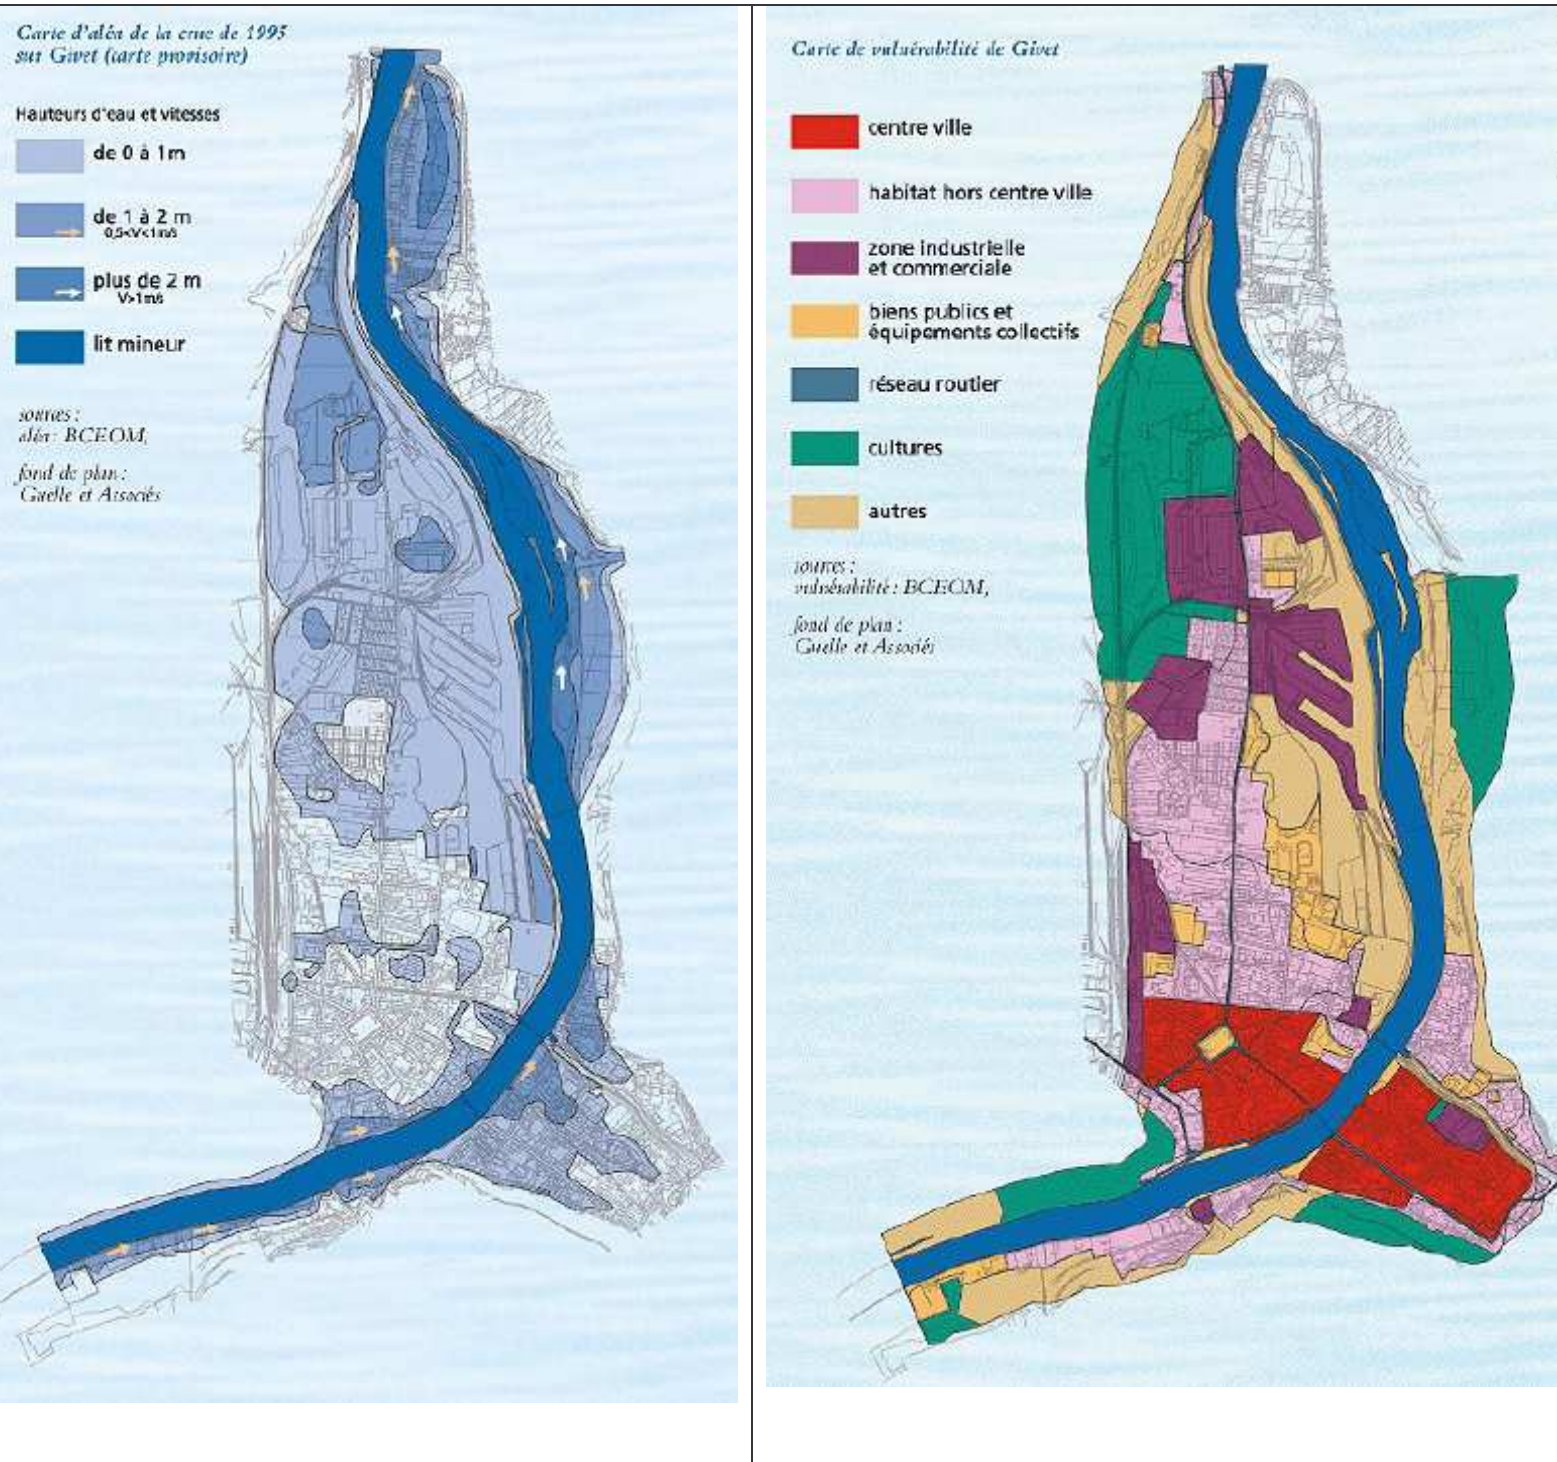 Carte d'aléa de la crue de 1995
sur Givet (carte provisoire)
Hauteurs d'eau et vitesses
de 0 à 1m
de 1 à 2 m
0,5<V<1m/s
plus de 2 m
V>1m/s
lit mineur
sources :
aléa : BCEOM,
fond de plan :
Guelle et Associés
Carte de vulnérabilité de Givet
centre ville
habitat hors centre ville
zone industrielle
et commerciale
biens publics et
équipements collectifs
réseau routier
cultures
autres
sources :
vulnérabilité : BCEOM,
fond de plan :
Guelle et Associés